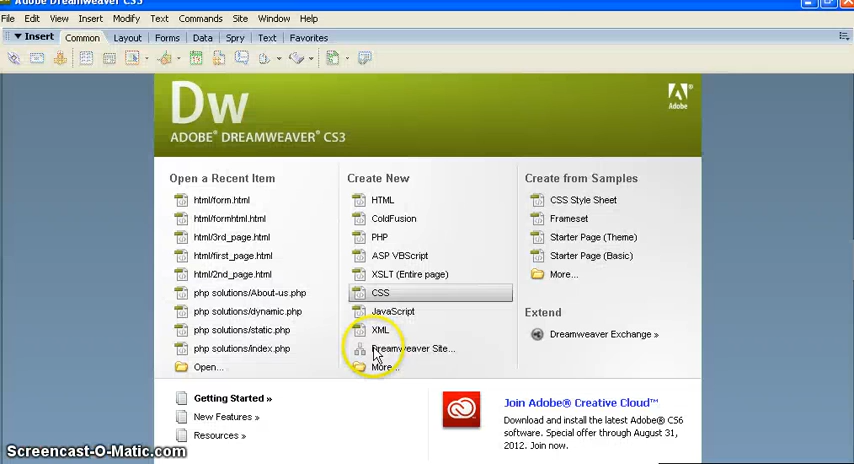 Adobe Dreamweaver CS3
File Edit View Insert Modify Text Commands Site Window Help
Insert Common Layout Forms Data Spry Text Favorites
Dw
ADOBE® DREAMWEAVER® CS3
Adobe
Open a Recent Item
html/form.html
html/formhtml.html
html/3rd_page.html
html/first_page.html
html/2nd_page.html
php solutions/About-us.php
php solutions/dynamic.php
php solutions/static.php
php solutions/index.php
Open...
Create New
HTML
ColdFusion
PHP
ASP VBScript
XSLT (Entire page)
CSS
JavaScript
XML
Dreamweaver Site...
More...
Create from Samples
CSS Style Sheet
Frameset
Starter Page (Theme)
Starter Page (Basic)
More...
Extend
Dreamweaver Exchange »
Getting Started »
New Features »
Resources »
Join Adobe® Creative Cloud™
Download and install the latest Adobe® CS6
software. Special offer through August 31,
2012. Join now.
Screencast-O-Matic.com